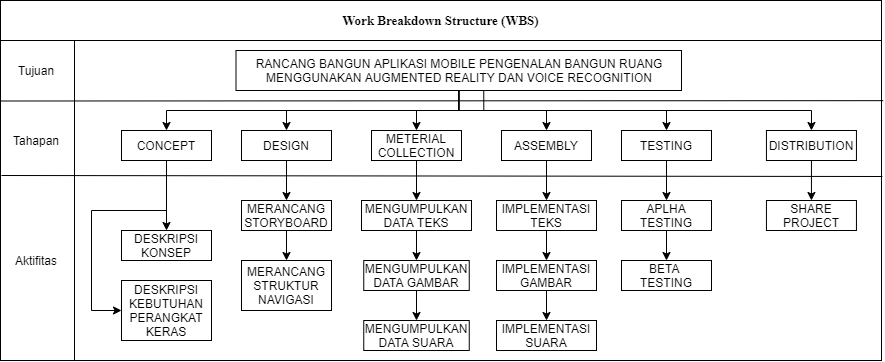 Work Breakdown Structure (WBS)
Tujuan
RANCANG BANGUN APLIKASI MOBILE PENGENALAN BANGUN RUANG
MENGGUNAKAN AUGMENTED REALITY DAN VOICE RECOGNITION
Tahapan
CONCEPT
DESIGN
METERIAL
COLLECTION
ASSEMBLY
TESTING
DISTRIBUTION
Aktifitas
DESKRIPSI
KONSEP
DESKRIPSI
KEBUTUHAN
PERANGKAT
KERAS
MERANCANG
STORYBOARD
MERANCANG
STRUKTUR
NAVIGASI
MENGUMPULKAN
DATA TEKS
MENGUMPULKAN
DATA GAMBAR
MENGUMPULKAN
DATA SUARA
IMPLEMENTASI
TEKS
IMPLEMENTASI
GAMBAR
IMPLEMENTASI
SUARA
APLHA
TESTING
BETA
TESTING
SHARE
PROJECT